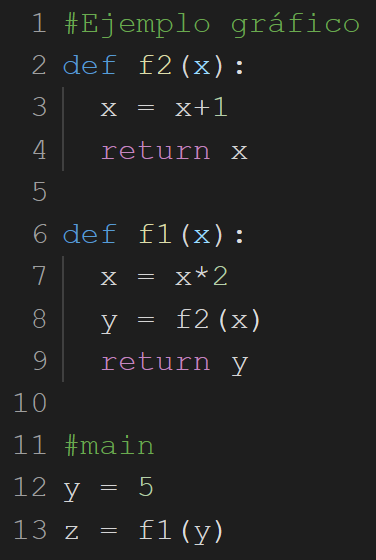 1 #Ejemplo gráfico
2 def f2(x):
3   x = x+1
4   return x
5
6 def f1(x):
7   x = x*2
8   y = f2(x)
9   return y
10
11 #main
12 y = 5
13 z = f1(y)